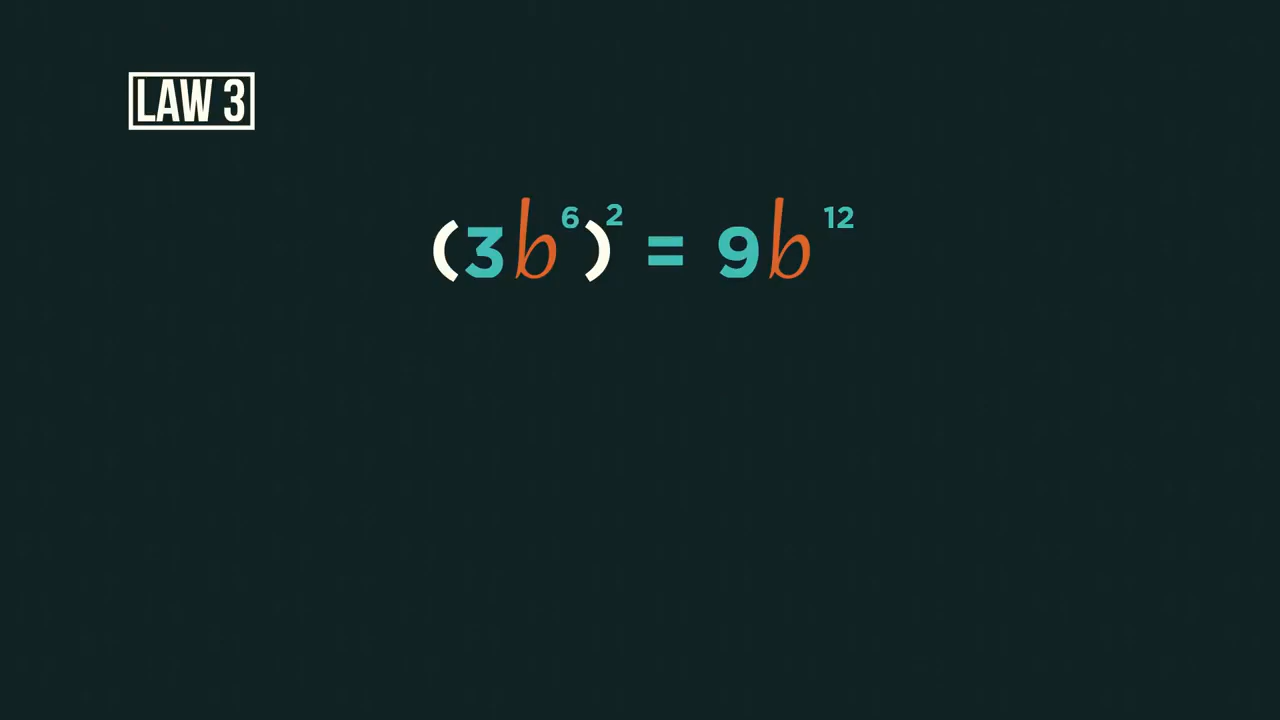 LAW 3
(3b⁶)² = 9b¹²